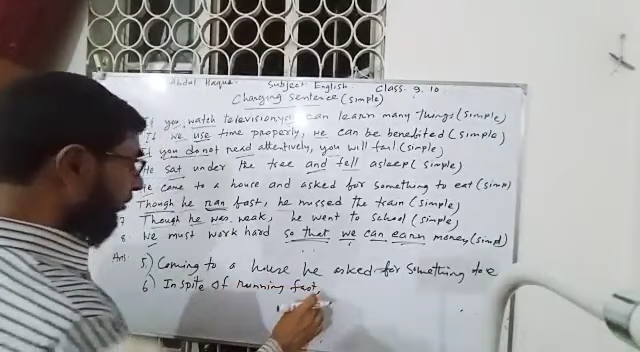 Abdul Haque Subject English Class 9.10
Changing Sentence (simple)
If you watch television, you can learn many things (simple)
If we use time properly, we can be benefited (simple)
If you do not read attentively, you will fail (simple)
He sat under the tree and fell asleep (simple)
He came to a house and asked for something to eat (simp)
Though he ran fast, he missed the train (simple)
7. Though he was weak, he went to school (simple)
8. We must work hard so that we can earn money (simpl)
Ans: 5) Coming to a house he asked for something to e
6) Inspite of running fast,